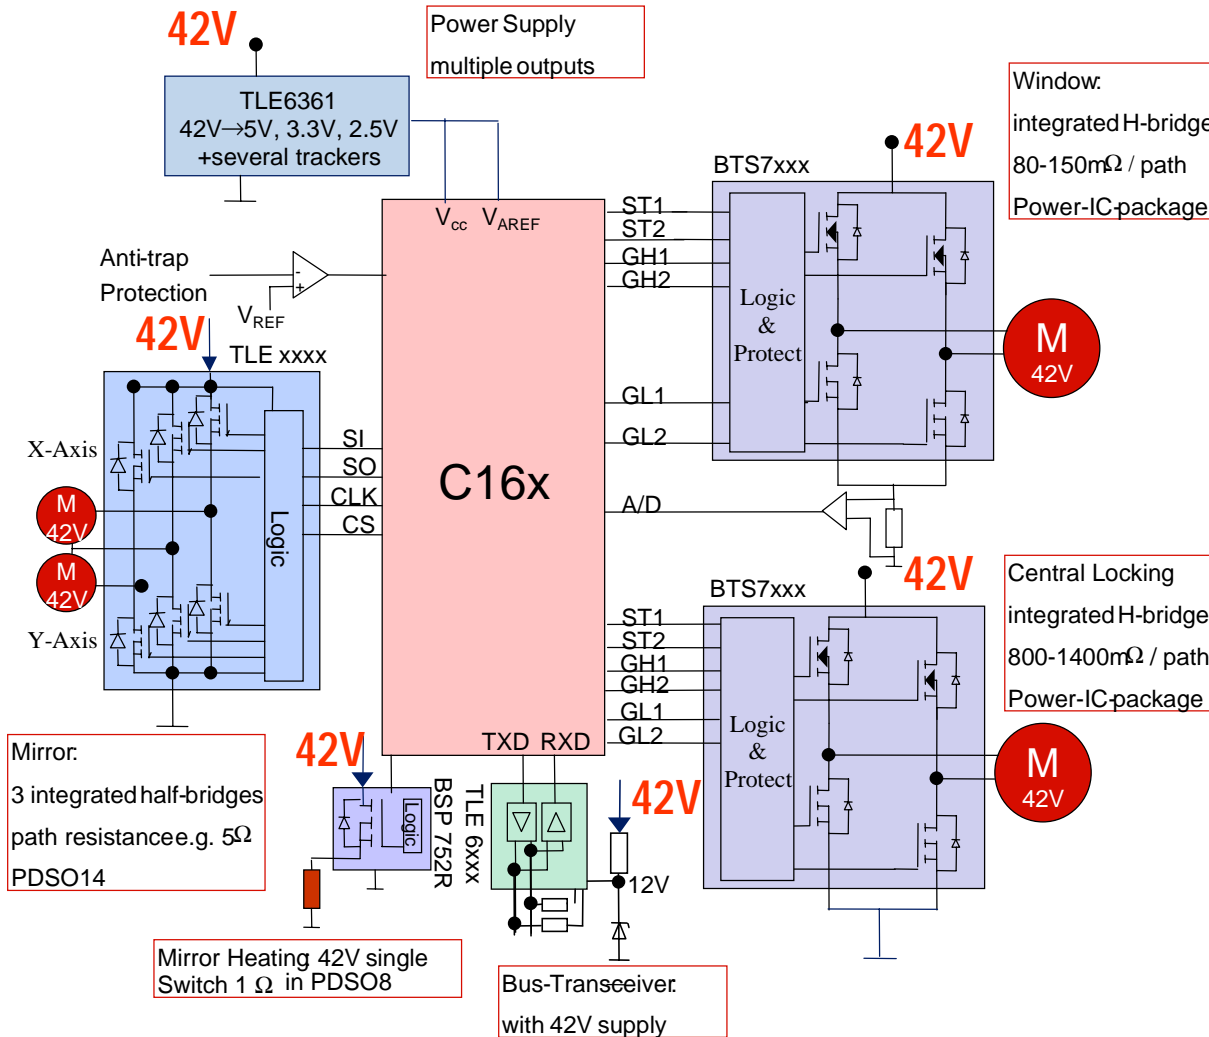 42V
Power Supply
multiple outputs
TLE6361
42V→5V, 3.3V, 2.5V
+several trackers
Window:
integrated H-bridge
80-150mΩ / path
Power-IC-package
42V
BTS7xxx
Vcc VAREF
ST1
ST2
GH1
GH2
Logic
&
Protect
GL1
GL2
M
42V
Anti-trap
Protection
-
+
VREF
42V
TLE xxxx
X-Axis
M
42V
M
42V
Y-Axis
Logic
SI
SO
CLK
CS
C16x
A/D
42V
BTS7xxx
Central Locking
integrated H-bridge
800-1400mΩ / path
Power-IC-package
ST1
ST2
GH1
GH2
GL1
GL2
Logic
&
Protect
M
42V
TXD RXD
Mirror:
3 integrated half-bridges
path resistance e.g. 5Ω
PDSO14
42V
Logic
BSP 752R
TLE 6xxx
42V
12V
Mirror Heating 42V single
Switch 1 Ω in PDSO8
Bus-Transceiver:
with 42V supply